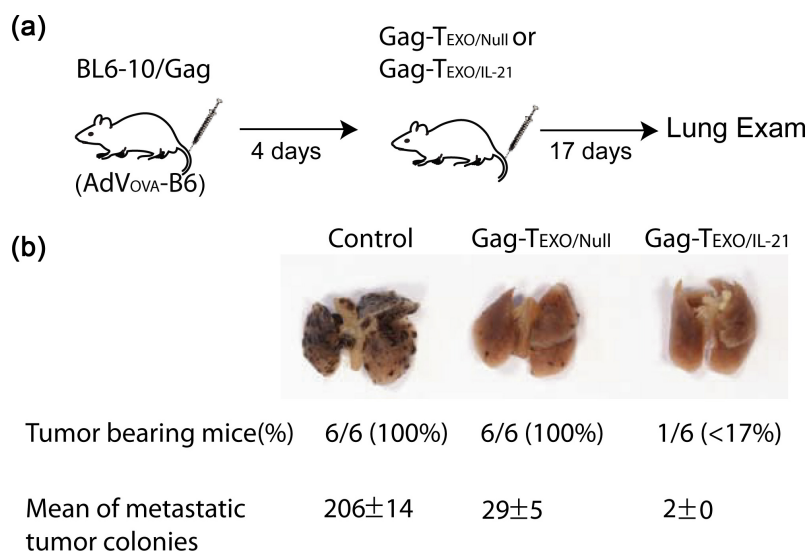 (a)
BL6-10/Gag
(AdVOVA-B6)
4 days
Gag-TEXO/Null or
Gag-TEXO/IL-21
17 days
Lung Exam
(b)
Control Gag-TEXO/Null Gag-TEXO/IL-21
Tumor bearing mice(%) 6/6 (100%) 6/6 (100%) 1/6 (<17%)
Mean of metastatic 206±14 29±5 2±0
tumor colonies